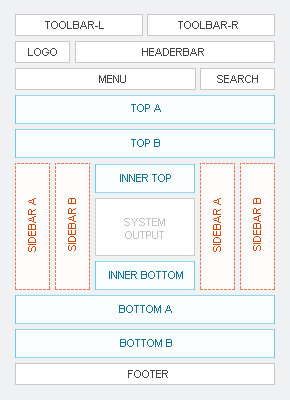 TOOLBAR-L
TOOLBAR-R
LOGO
HEADERBAR
MENU
SEARCH
TOP A
TOP B
SIDEBAR A
SIDEBAR B
INNER TOP
SYSTEM
OUTPUT
INNER BOTTOM
SIDEBAR A
SIDEBAR B
BOTTOM A
BOTTOM B
FOOTER